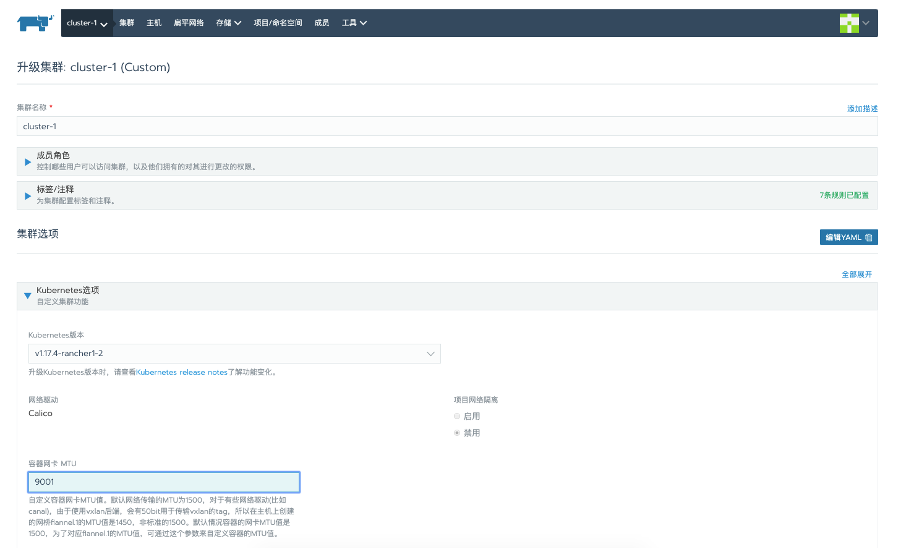 cluster-1 集群 主机 扁平网络 存储 项目/命名空间 成员 工具
升级集群: cluster-1 (Custom)
集群名称 *
添加描述
cluster-1
成员角色
控制哪些用户可以访问集群，以及他们拥有的对其进行更改的权限。
标签/注释
为集群配置标签和注释。
7条规则已配置
集群选项
编辑YAML
全部展开
Kubernetes选项
自定义集群功能
Kubernetes版本
v1.17.4-rancher1-2
升级Kubernetes版本时，请查看Kubernetes release notes了解功能变化。
网络驱动
Calico
项目网络隔离
启用
禁用
容器网卡 MTU
9001
自定义容器网卡MTU值。默认网络传输的MTU为1500，对于有些网络驱动(比如
canal)，由于使用vxlan后端，会有50bit用于传输vxlan的tag，所以在主机上创建
的网桥flannel.1的MTU值是1450，非标准的1500。默认情况容器的网卡MTU值是
1500，为了对应flannel.1的MTU值，可通过这个参数来自定义容器的MTU值。